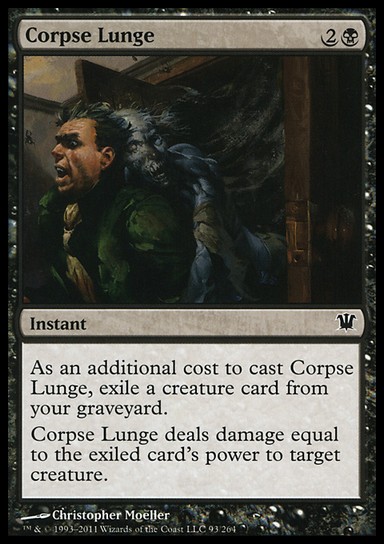 Corpse Lunge 2
Instant
As an additional cost to cast Corpse
Lunge, exile a creature card from
your graveyard.
Corpse Lunge deals damage equal
to the exiled card's power to target
creature.
Christopher Moeller
™ & © 1993–2011 Wizards of the Coast LLC 93/264